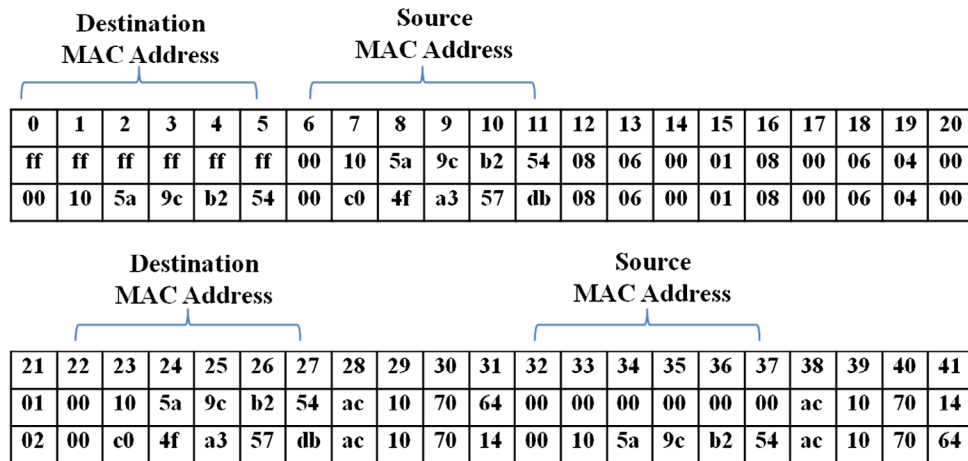 Destination
MAC Address
Source
MAC Address
0 1 2 3 4 5 6 7 8 9 10 11 12 13 14 15 16 17 18 19 20
ff ff ff ff ff ff 00 10 5a 9c b2 54 08 06 00 01 08 00 06 04 00
00 10 5a 9c b2 54 00 c0 4f a3 57 db 08 06 00 01 08 00 06 04 00
Destination
MAC Address
Source
MAC Address
21 22 23 24 25 26 27 28 29 30 31 32 33 34 35 36 37 38 39 40 41
01 00 10 5a 9c b2 54 ac 10 70 64 00 00 00 00 00 00 ac 10 70 14
02 00 c0 4f a3 57 db ac 10 70 14 00 10 5a 9c b2 54 ac 10 70 64